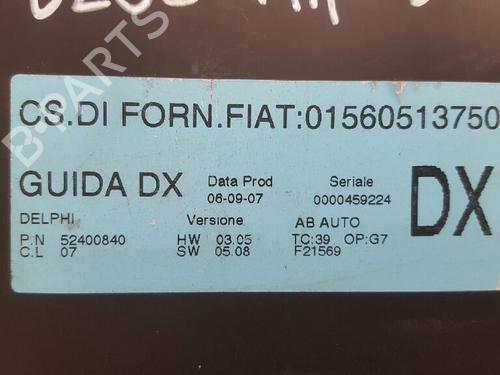 CS.DI FORN.FIAT:01560513750
GUIDA DX Data Prod Seriale DX
06-09-07 0000459224
DELPHI Versione AB AUTO
P.N 52400840 HW 03.05 TC:39 OP:G7
C.L 07 SW 05.08 F21569